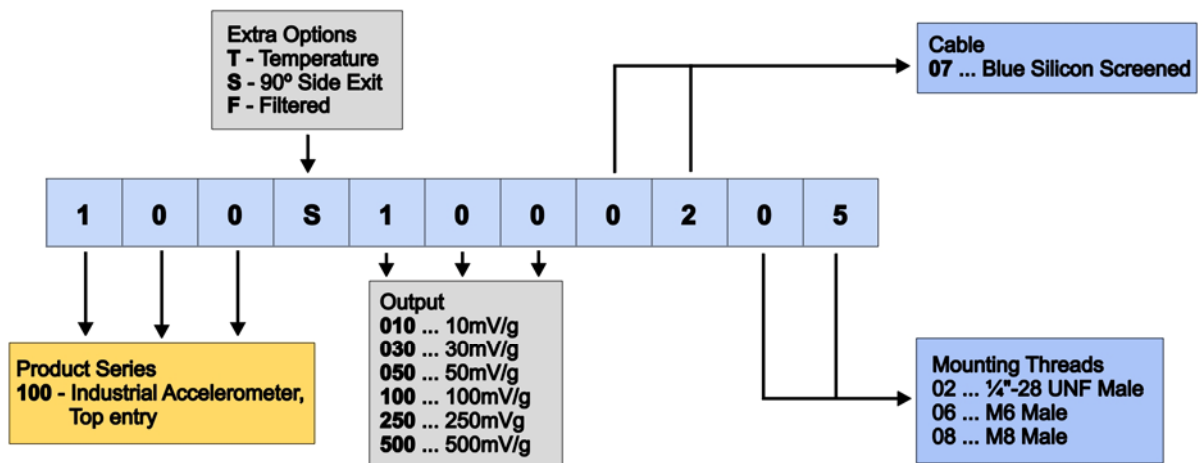 Extra Options
T - Temperature
S - 90º Side Exit
F - Filtered
Cable
07 ... Blue Silicon Screened
1 0 0 S 1 0 0 0 2 0 5
Product Series
100 - Industrial Accelerometer,
Top entry
Output
010 ... 10mV/g
030 ... 30mV/g
050 ... 50mV/g
100 ... 100mV/g
250 ... 250mVg
500 ... 500mV/g
Mounting Threads
02 ... ¼"-28 UNF Male
06 ... M6 Male
08 ... M8 Male